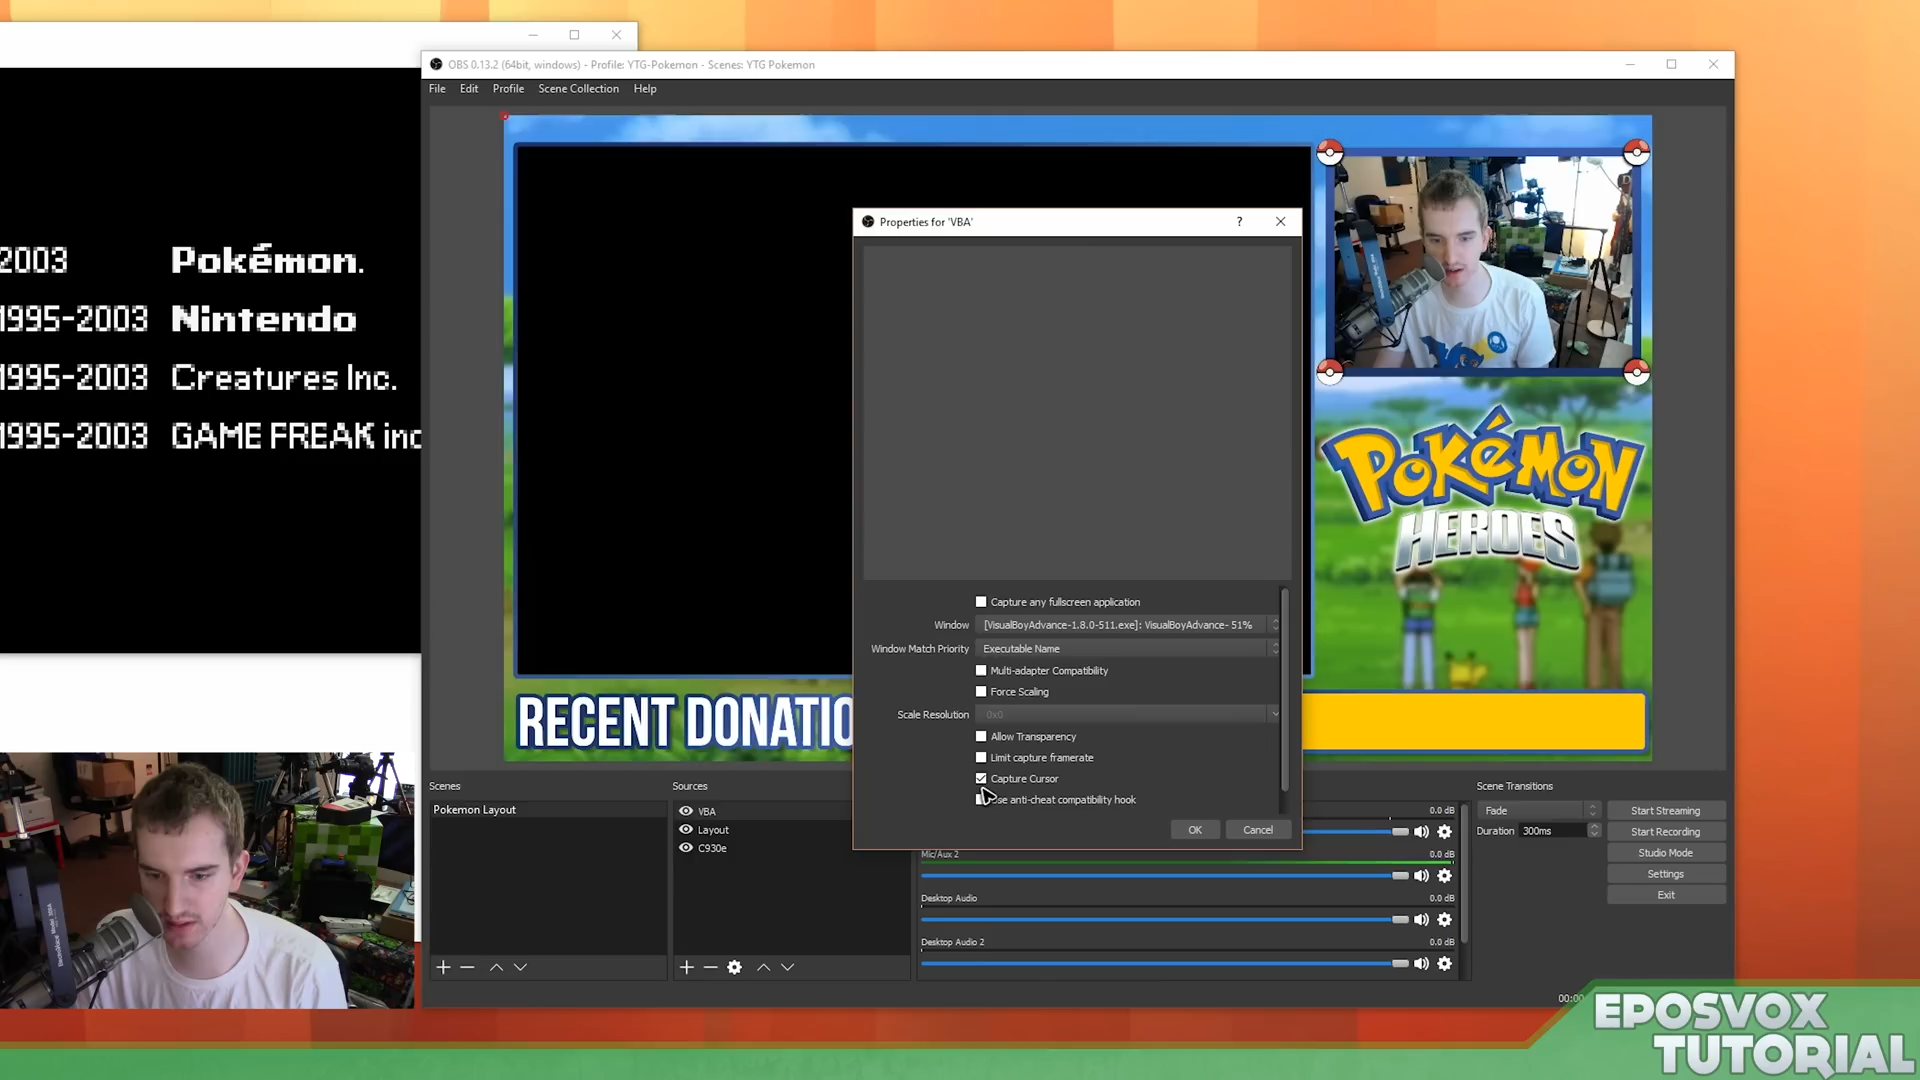 OBS 0.13.2 (64bit, windows) - Profile: YTG-Pokemon - Scenes: YTG Pokemon
File Edit Profile Scene Collection Help
2003 Pokémon.
1995-2003 Nintendo
1995-2003 Creatures Inc.
1995-2003 GAME FREAK inc
Properties for 'VBA'
?
Capture any fullscreen application
Window [VisualBoyAdvance-1.8.0-511.exe]: VisualBoyAdvance- 51%
Window Match Priority Executable Name
Multi-adapter Compatibility
Force Scaling
Scale Resolution 0x0
Allow Transparency
Limit capture framerate
Capture Cursor
anti-cheat compatibility hook
OK Cancel
POKÉMON
HEROES
RECENT DONATIO
Scenes
Pokemon Layout
Sources
VBA
Layout
C930e
0.0 dB
Mic/Aux 2 0.0 dB
Desktop Audio 0.0 dB
Desktop Audio 2 0.0 dB
Scene Transitions
Fade
Duration 300ms
Start Streaming
Start Recording
Studio Mode
Settings
Exit
00:00
EPOSVOX
TUTORIAL